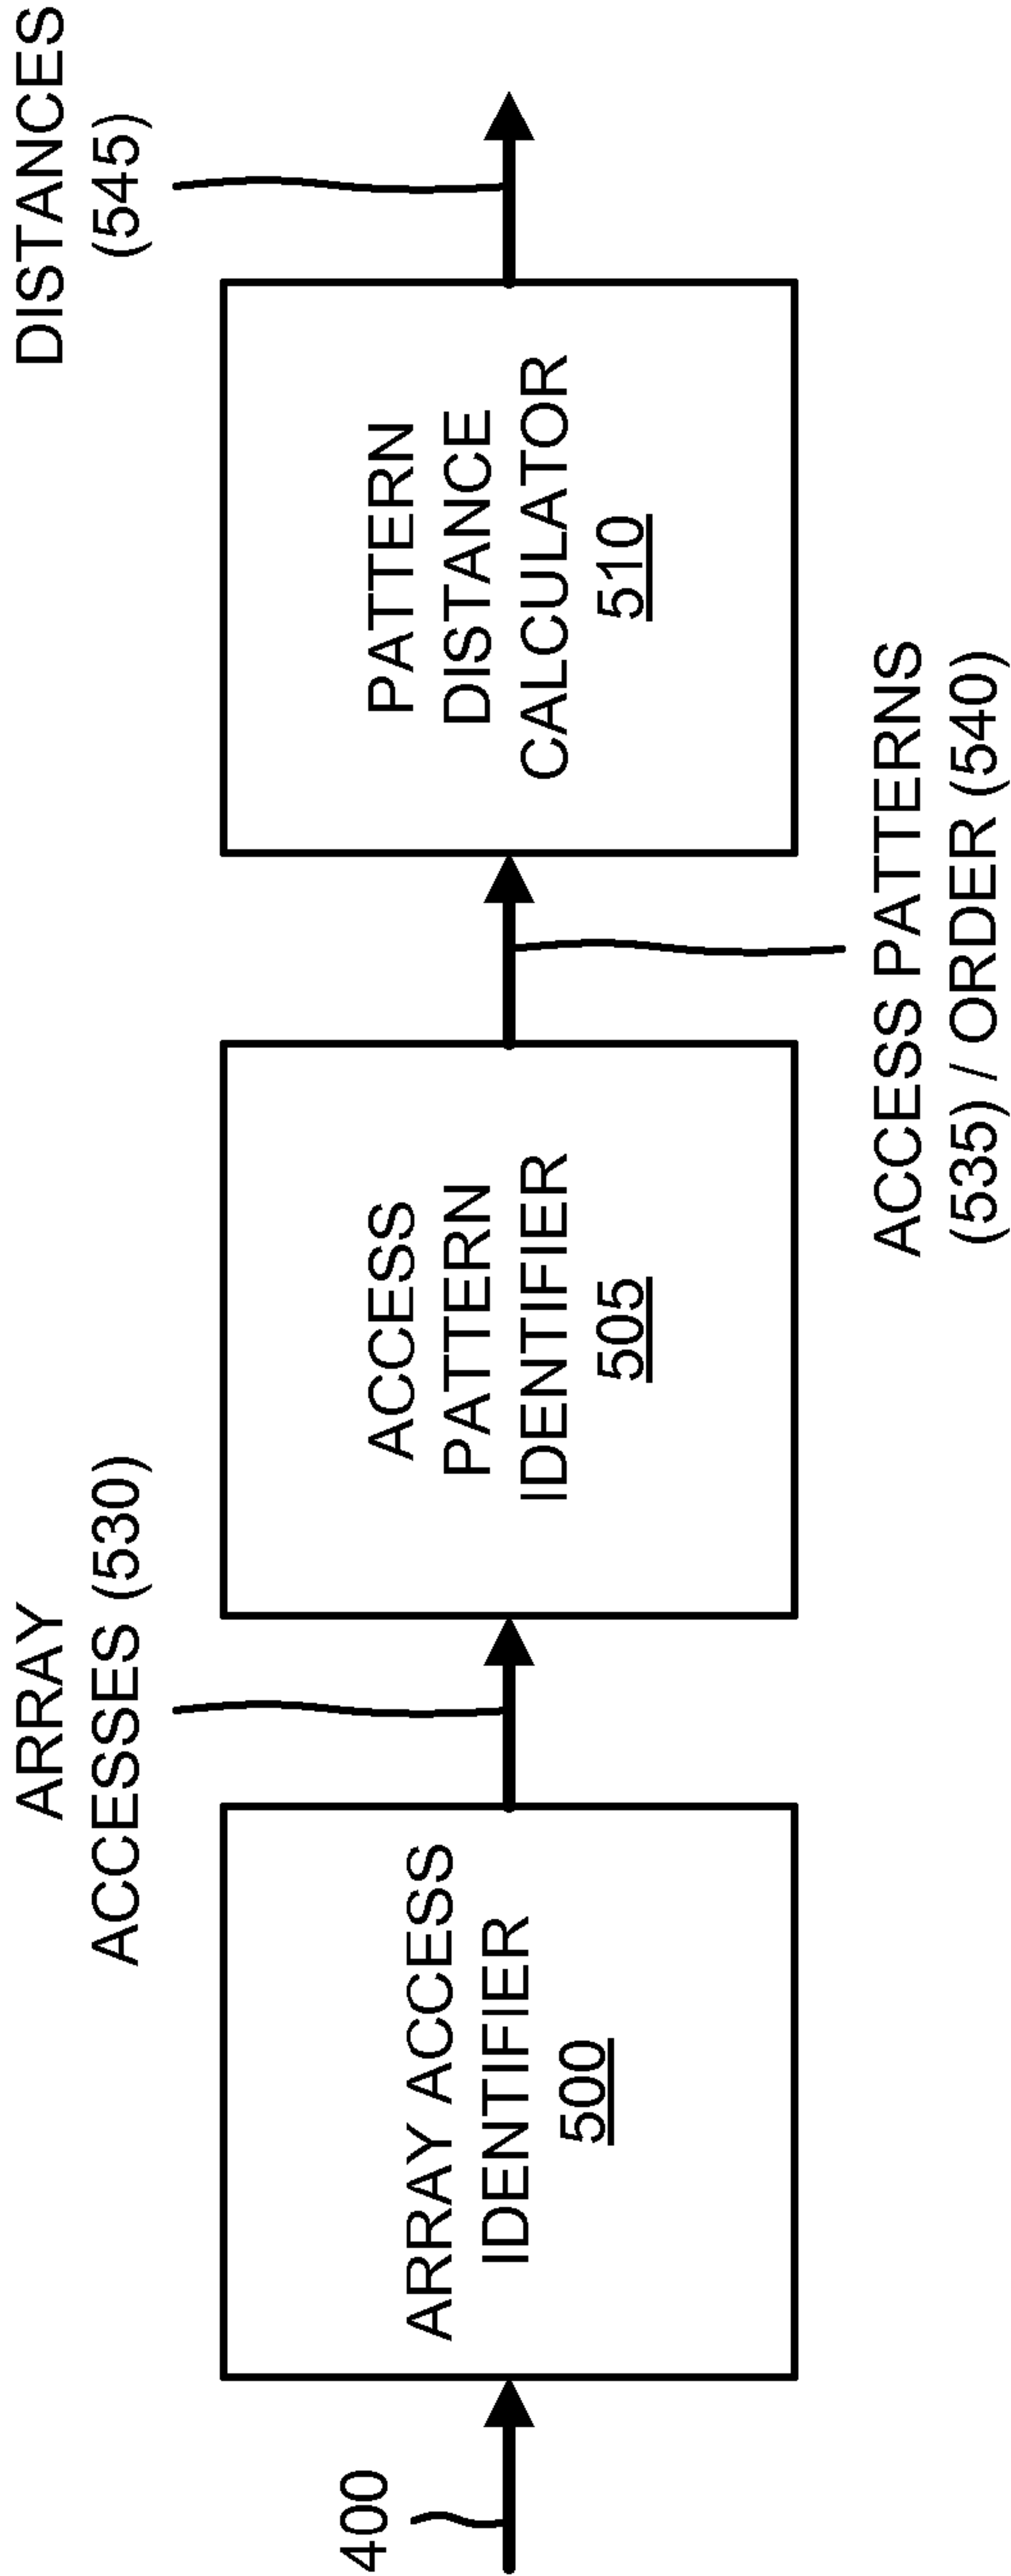 400
ARRAY ACCESS
IDENTIFIER
500
ARRAY
ACCESSES (530)
ACCESS
PATTERN
IDENTIFIER
505
ACCESS PATTERNS
(535) / ORDER (540)
PATTERN
DISTANCE
CALCULATOR
510
DISTANCES
(545)